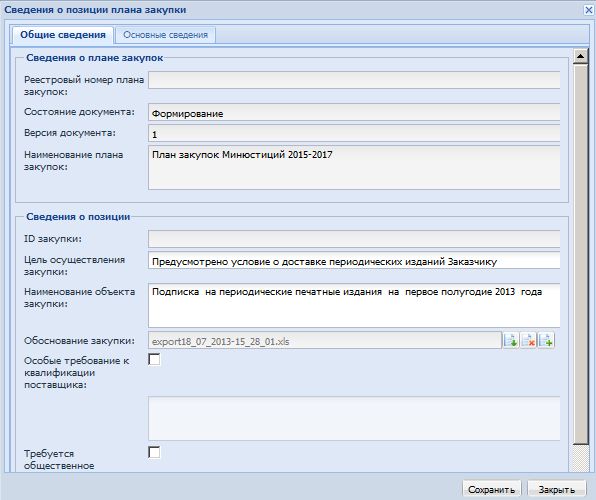 Сведения о позиции плана закупки
Общие сведения
Основные сведения
Сведения о плане закупок
Реестровый номер плана
закупок:
Состояние документа:
Формирование
Версия документа:
1
Наименование плана
закупок:
План закупок Минюстиций 2015-2017
Сведения о позиции
ID закупки:
Цель осуществления
закупки:
Предусмотрено условие о доставке периодических изданий Заказчику
Наименование объекта
закупки:
Подписка на периодические печатные издания на первое полугодие 2013 года
Обоснование закупки:
export18_07_2013-15_28_01.xls
Особые требование к
квалификации
поставщика:
Требуется
общественное
Сохранить
Закрыть